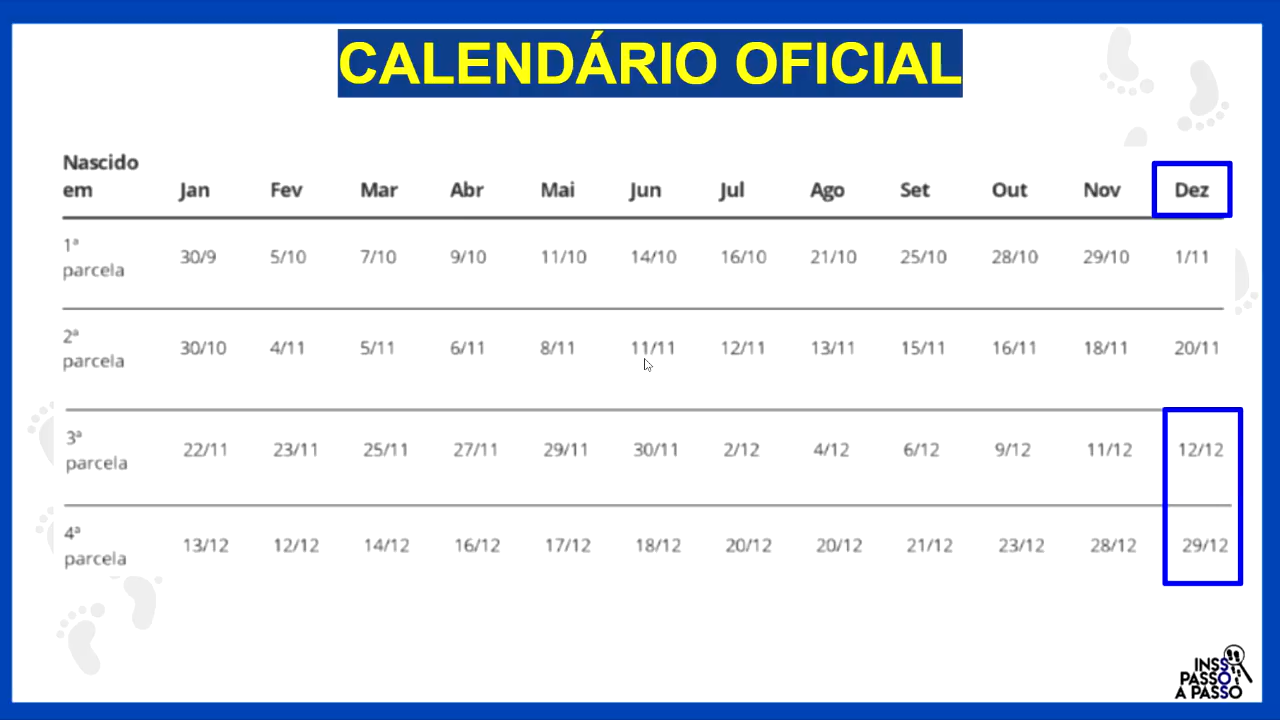 CALENDÁRIO OFICIAL
Nascido
em Jan Fev Mar Abr Mai Jun Jul Ago Set Out Nov Dez
1ª
parcela 30/9 5/10 7/10 9/10 11/10 14/10 16/10 21/10 25/10 28/10 29/10 1/11
2ª
parcela 30/10 4/11 5/11 6/11 8/11 11/11 12/11 13/11 15/11 16/11 18/11 20/11
3ª
parcela 22/11 23/11 25/11 27/11 29/11 30/11 2/12 4/12 6/12 9/12 11/12 12/12
4ª
parcela 13/12 12/12 14/12 16/12 17/12 18/12 20/12 20/12 21/12 23/12 28/12 29/12
INSS
PASSO
A PASSO